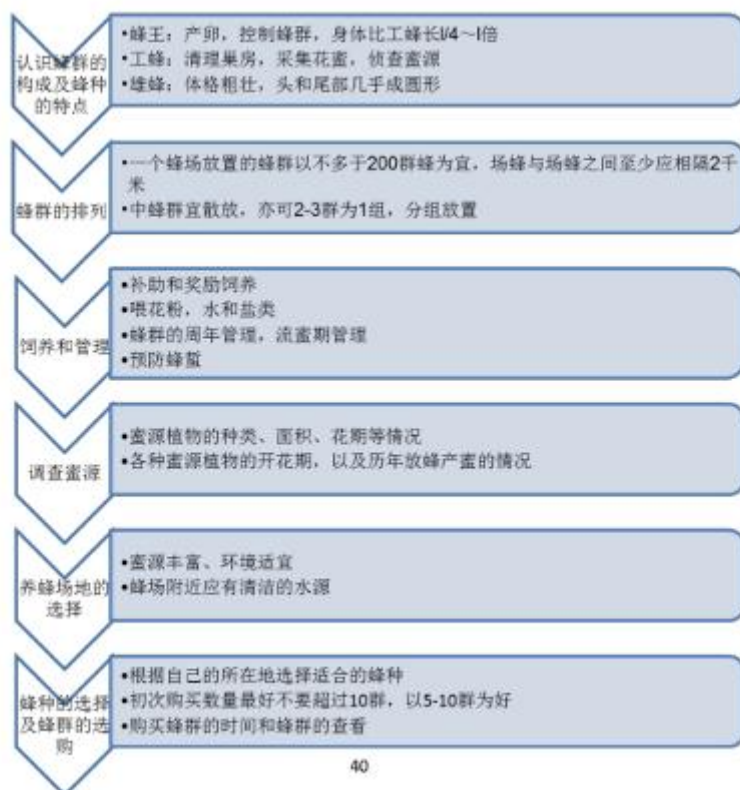 认识蜂群的
构成及蜂种
的特点
•蜂王：产卵，控制蜂群，身体比工蜂长l/4～l倍
•工蜂：清理巢房，采集花蜜，侦查蜜源
•雄蜂：体格粗壮，头和尾部几乎成圆形
蜂群的排列
•一个蜂场放置的蜂群以不多于200群蜂为宜，场蜂与场蜂之间至少应相隔2千
米
•中蜂群宜散放，亦可2-3群为1组，分组放置
饲养和管理
•补助和奖励饲养
•喂花粉，水和盐类
•蜂群的周年管理，流蜜期管理
•预防蜂蜇
调查蜜源
•蜜源植物的种类、面积、花期等情况
•各种蜜源植物的开花期，以及历年放蜂产蜜的情况
养蜂场地的
选择
•蜜源丰富、环境适宜
•蜂场附近应有清洁的水源
蜂种的选择
及蜂群的选
购
•根据自己的所在地选择适合的蜂种
•初次购买数量最好不要超过10群，以5-10群为好
•购买蜂群的时间和蜂群的查看
40